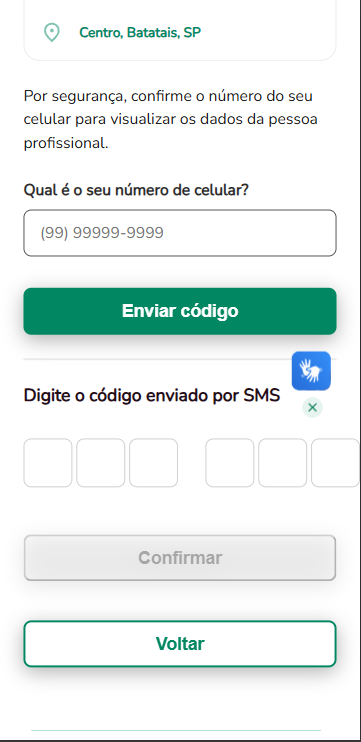 Centro, Batatais, SP
Por segurança, confirme o número do seu
celular para visualizar os dados da pessoa
profissional.
Qual é o seu número de celular?
(99) 99999-9999
Enviar código
Digite o código enviado por SMS
Confirmar
Voltar